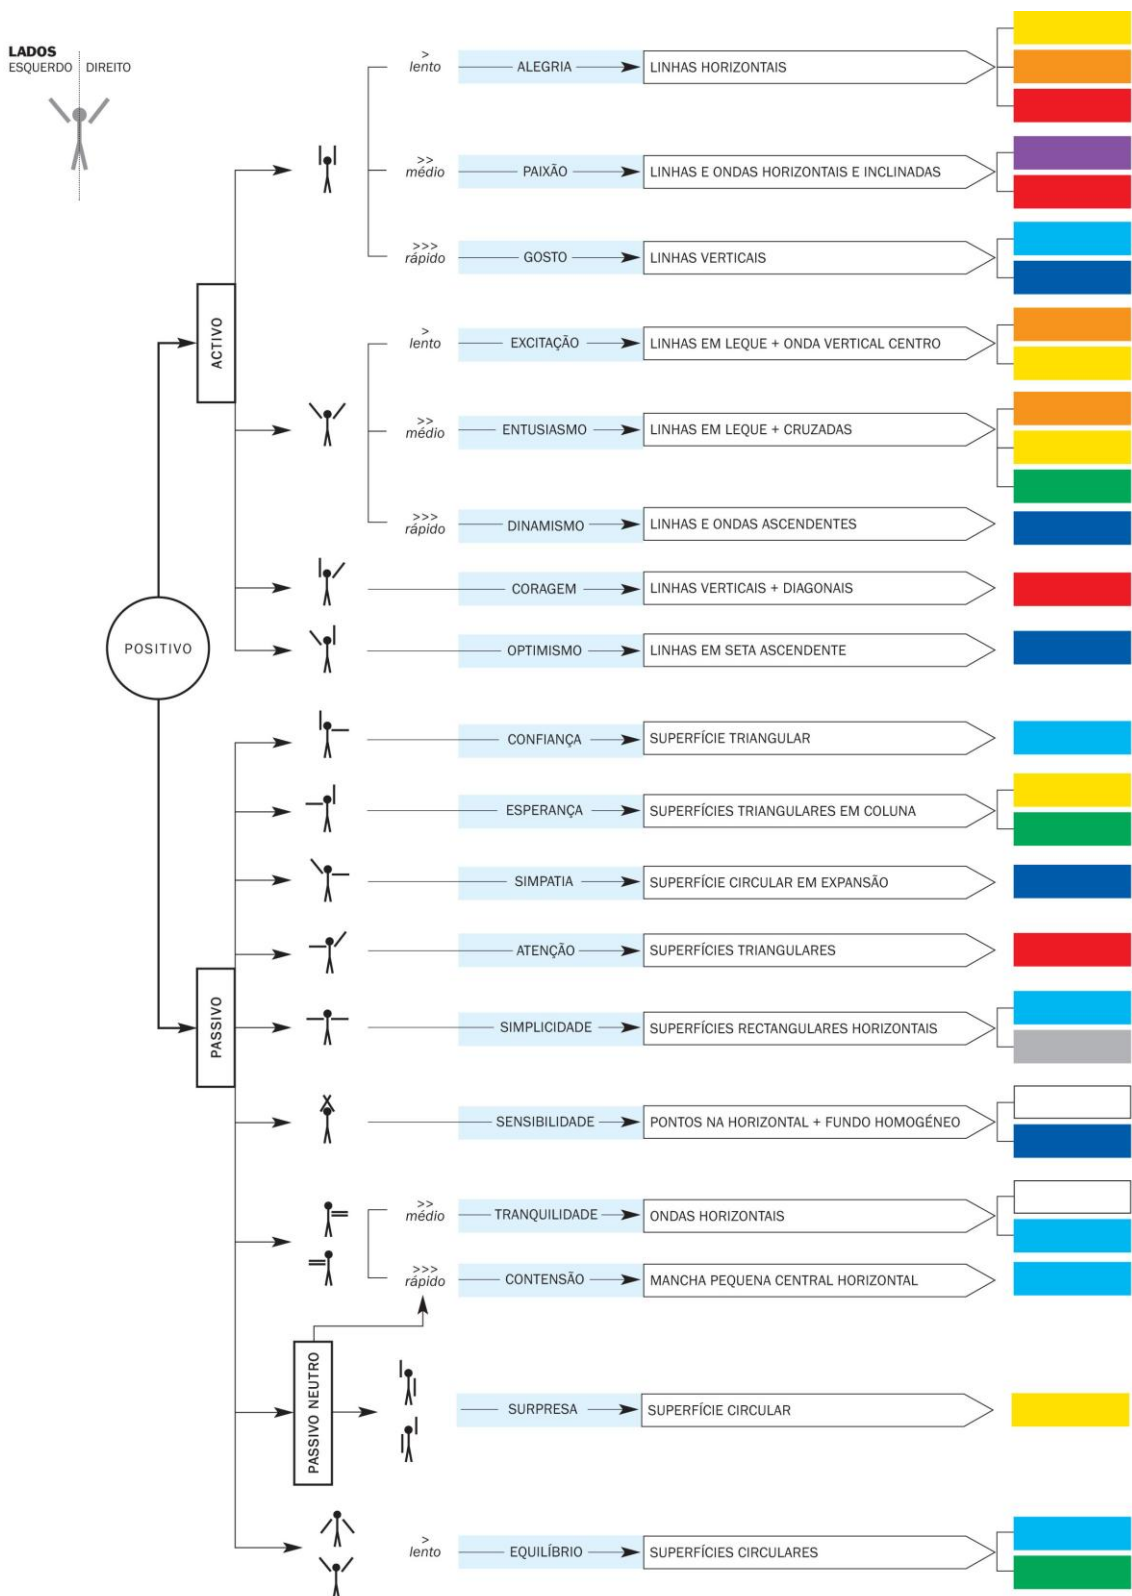 LADOS
ESQUERDO DIREITO
> lento ALEGRIA LINHAS HORIZONTAIS
>> médio PAIXÃO LINHAS E ONDAS HORIZONTAIS E INCLINADAS
>>> rápido GOSTO LINHAS VERTICAIS
ACTIVO
> lento EXCITAÇÃO LINHAS EM LEQUE + ONDA VERTICAL CENTRO
>> médio ENTUSIASMO LINHAS EM LEQUE + CRUZADAS
>>> rápido DINAMISMO LINHAS E ONDAS ASCENDENTES
CORAGEM LINHAS VERTICAIS + DIAGONAIS
POSITIVO
OPTIMISMO LINHAS EM SETA ASCENDENTE
CONFIANÇA SUPERFÍCIE TRIANGULAR
ESPERANÇA SUPERFÍCIES TRIANGULARES EM COLUNA
SIMPATIA SUPERFÍCIE CIRCULAR EM EXPANSÃO
ATENÇÃO SUPERFÍCIES TRIANGULARES
PASSIVO
SIMPLICIDADE SUPERFÍCIES RECTANGULARES HORIZONTAIS
SENSIBILIDADE PONTOS NA HORIZONTAL + FUNDO HOMOGÉNEO
>> médio TRANQUILIDADE ONDAS HORIZONTAIS
>>> rápido CONTENSÃO MANCHA PEQUENA CENTRAL HORIZONTAL
PASSIVO NEUTRO
SURPRESA SUPERFÍCIE CIRCULAR
> lento EQUILÍBRIO SUPERFÍCIES CIRCULARES